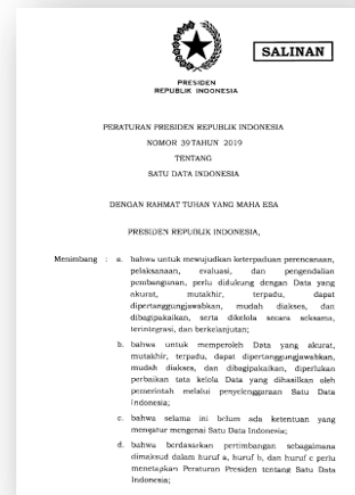 SALINAN
PRESIDEN
REPUBLIK INDONESIA
PERATURAN PRESIDEN REPUBLIK INDONESIA
NOMOR 39 TAHUN 2019
TENTANG
SATU DATA INDONESIA
DENGAN RAHMAT TUHAN YANG MAHA ESA
PRESIDEN REPUBLIK INDONESIA,
Menimbang : a. bahwa untuk mewujudkan keterpaduan perencanaan,
pelaksanaan, evaluasi, dan pengendalian
pembangunan, perlu didukung dengan Data yang
akurat, mutakhir, terpadu, dapat
dipertanggungjawabkan, mudah diakses, dan
dibagipakaikan, serta dikelola secara seksama,
terintegrasi, dan berkelanjutan;
b. bahwa untuk memperoleh Data yang akurat,
mutakhir, terpadu, dapat dipertanggungjawabkan,
mudah diakses, dan dibagipakaikan, diperlukan
perbaikan tata kelola Data yang dihasilkan oleh
pemerintah melalui penyelenggaraan Satu Data
Indonesia;
c. bahwa selama ini belum ada ketentuan yang
mengatur mengenai Satu Data Indonesia;
d. bahwa berdasarkan pertimbangan sebagaimana
dimaksud dalam huruf a, huruf b, dan huruf c perlu
menetapkan Peraturan Presiden tentang Satu Data
Indonesia;